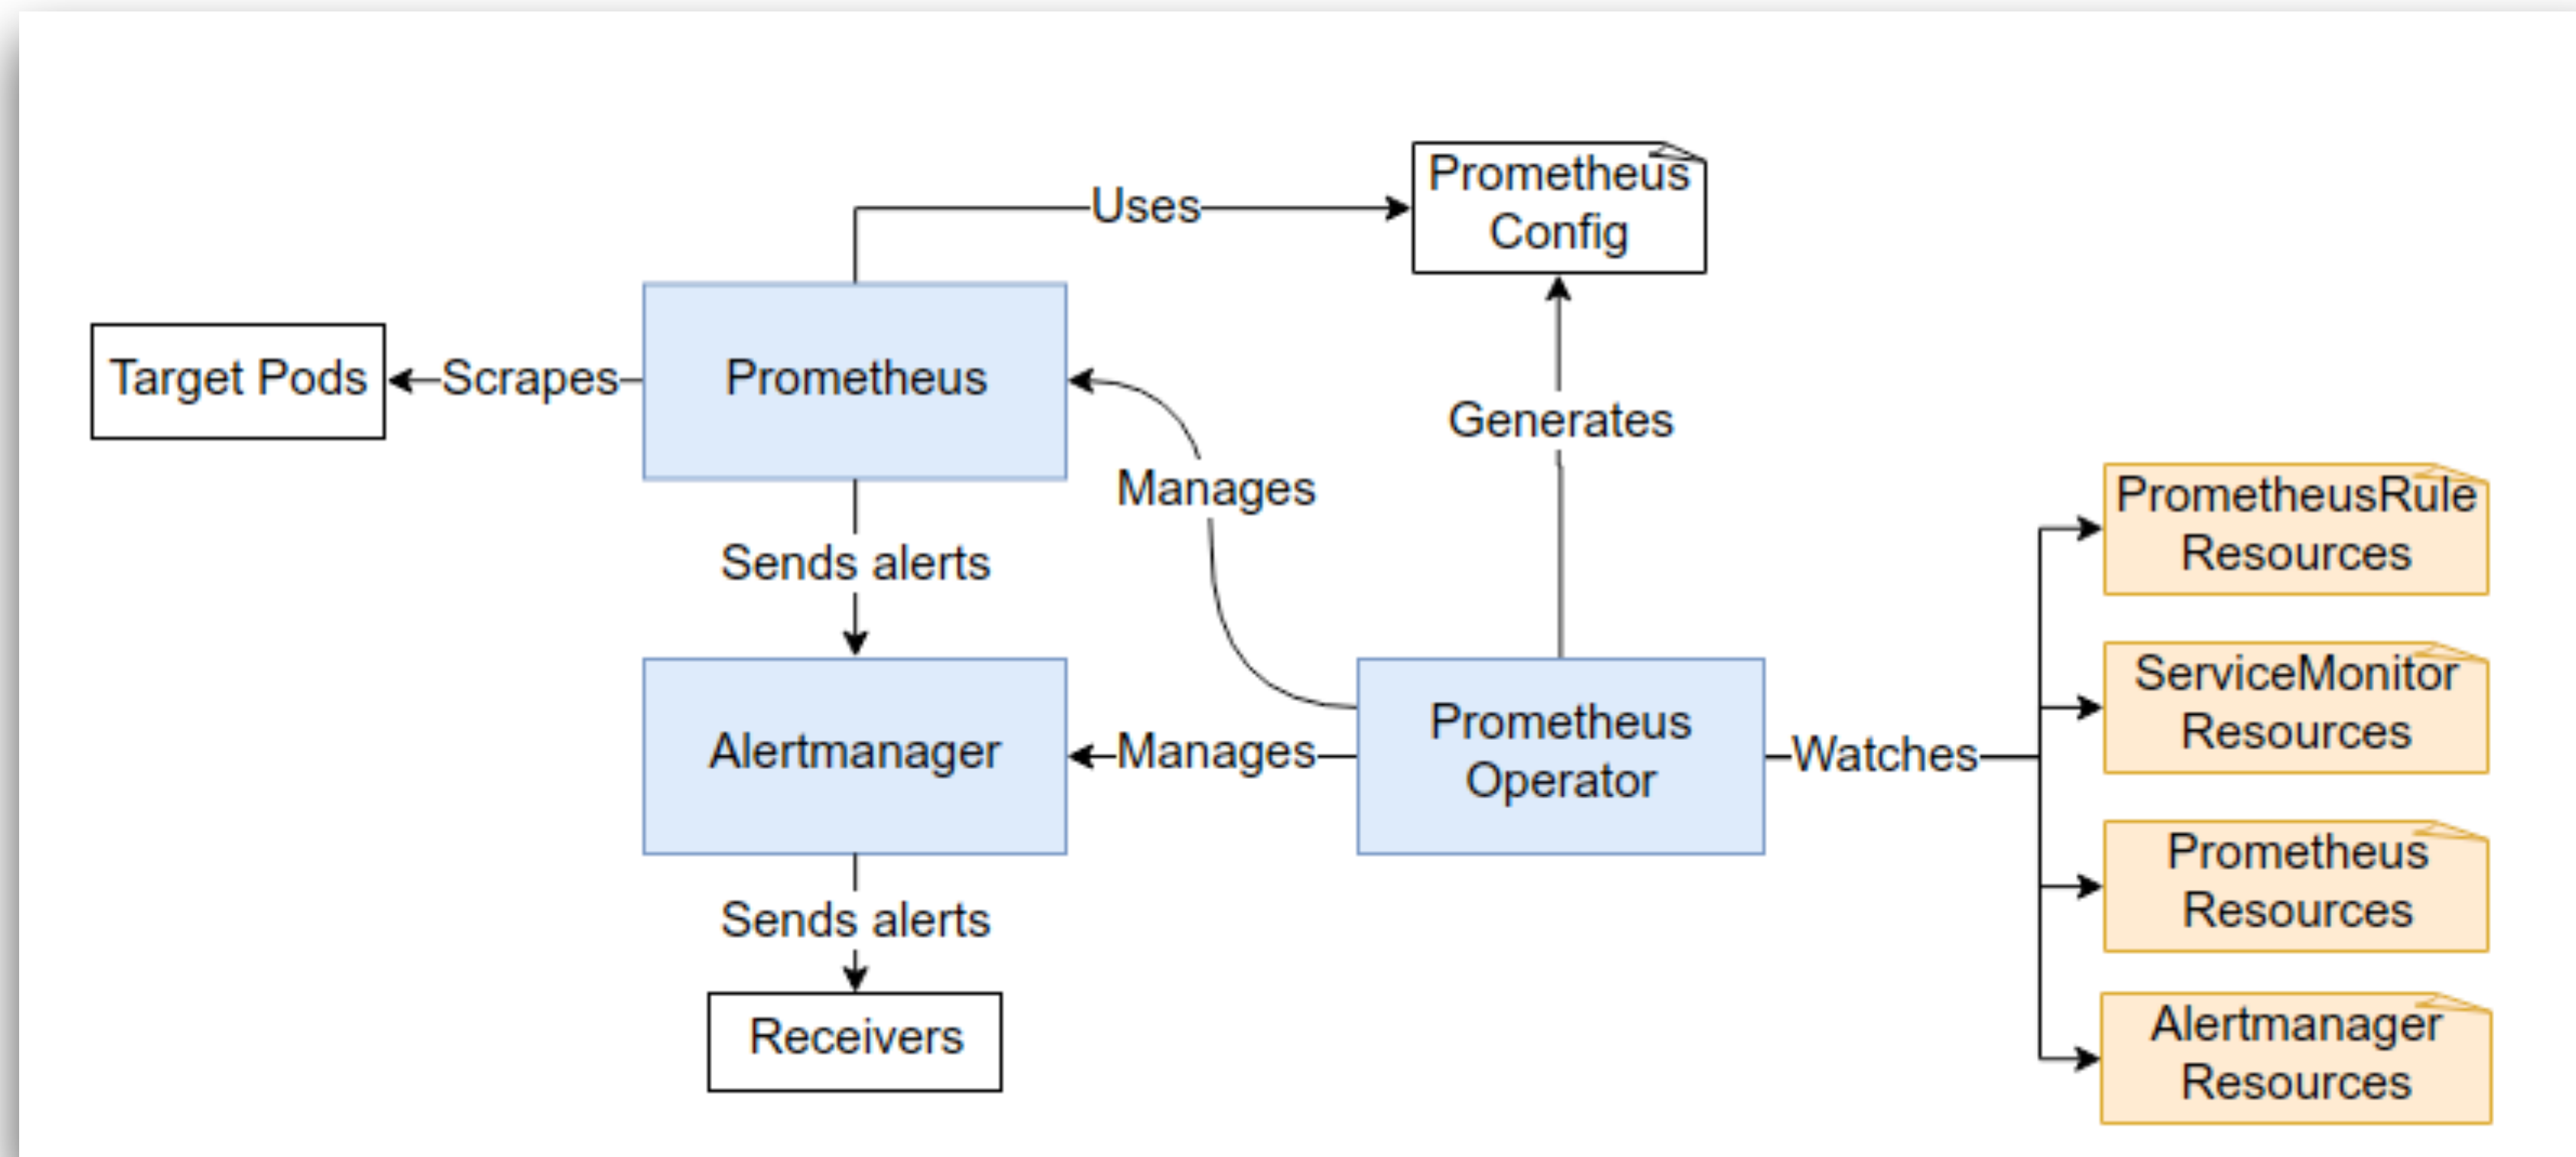 Prometheus
Config
Uses
Target Pods
Scrapes
Prometheus
Generates
Manages
Sends alerts
PrometheusRule
Resources
ServiceMonitor
Resources
Alertmanager
Manages
Prometheus
Operator
Watches
Prometheus
Resources
Sends alerts
Receivers
Alertmanager
Resources